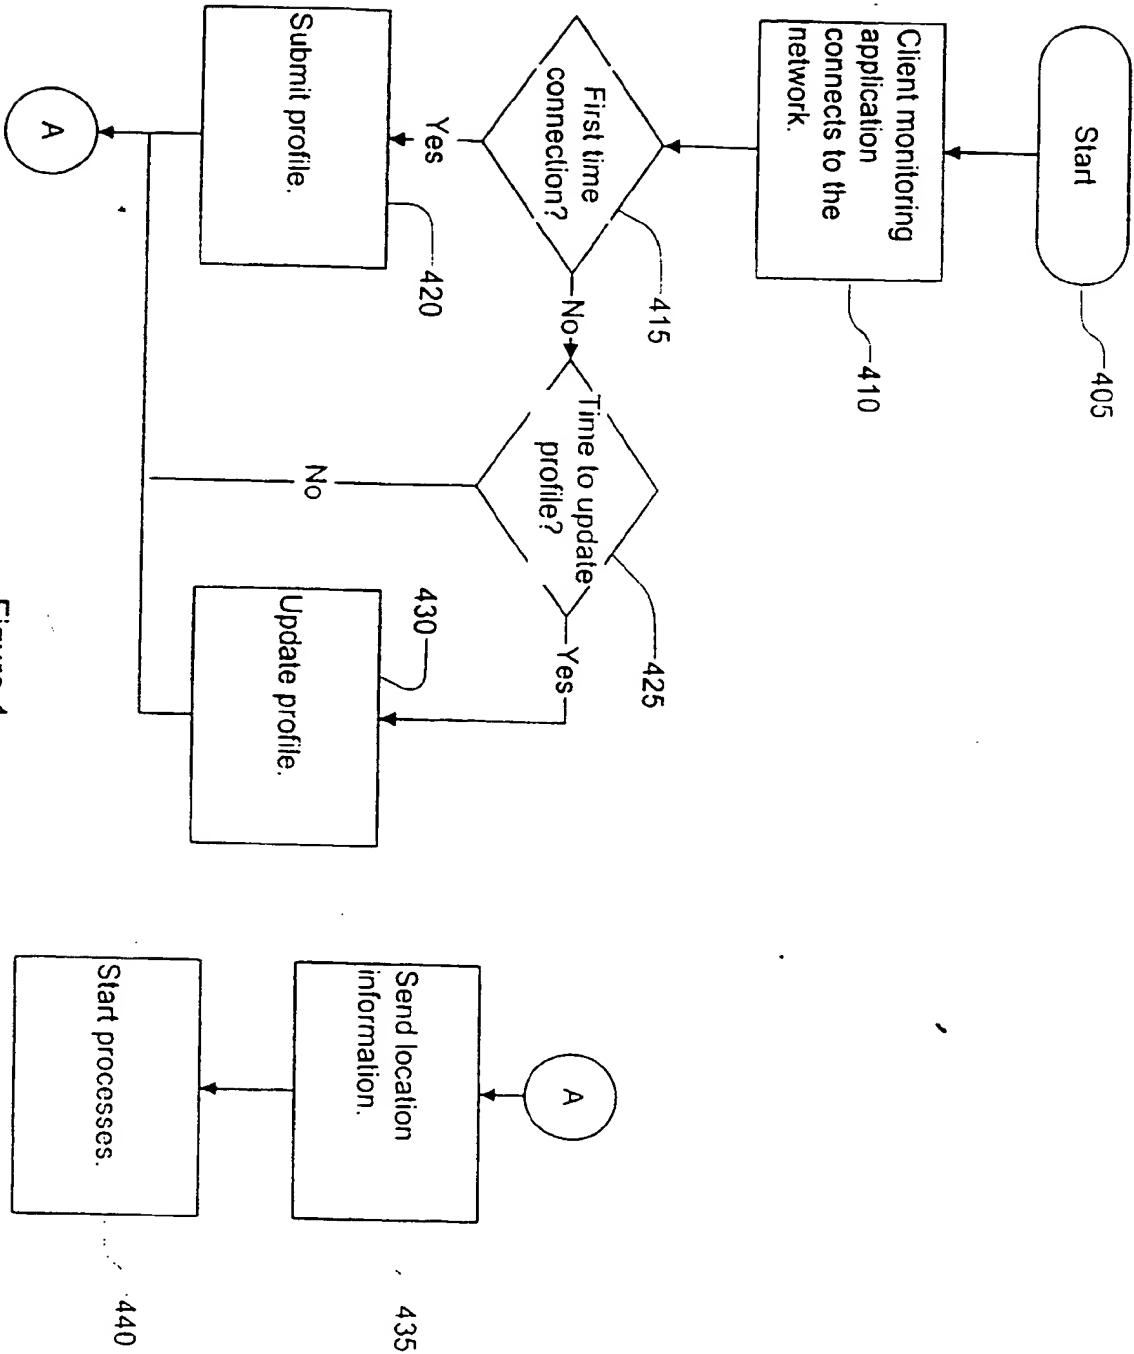 Start
405
Client monitoring
application
connects to the
network.
410
First time
connection?
415
No
Yes
Submit profile.
420
Time to update
profile?
425
No
Yes
430
Update profile.
A
A
Send location
information.
435
Start processes.
440